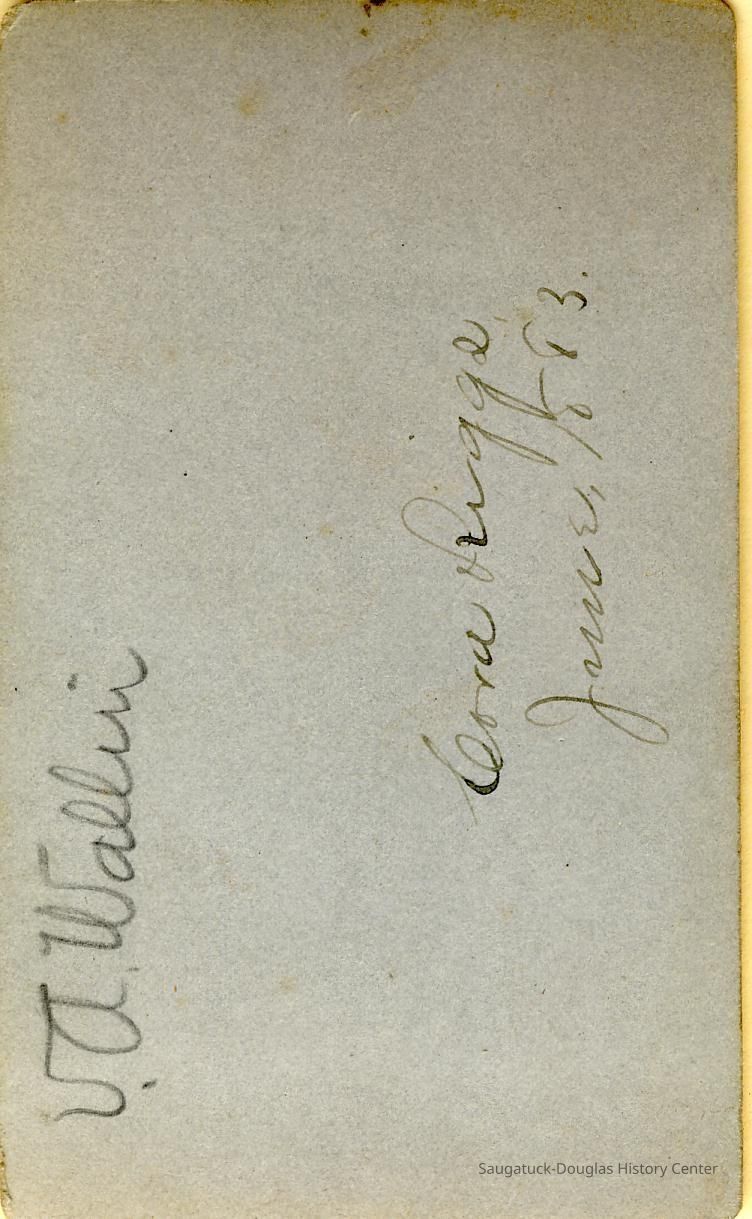 V. A. Wallin
Cora Riggs
June, 1883.
Saugatuck-Douglas History Center